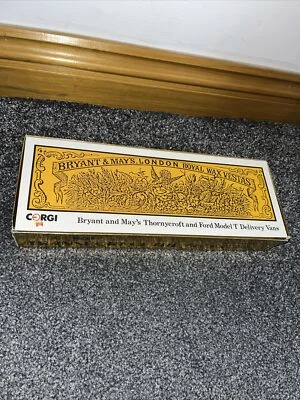 BRYANT & MAY'S. LONDON ROYAL WAX VESTAS
CORGI
Bryant and May's Thornycroft and Ford Model T Delivery Vans